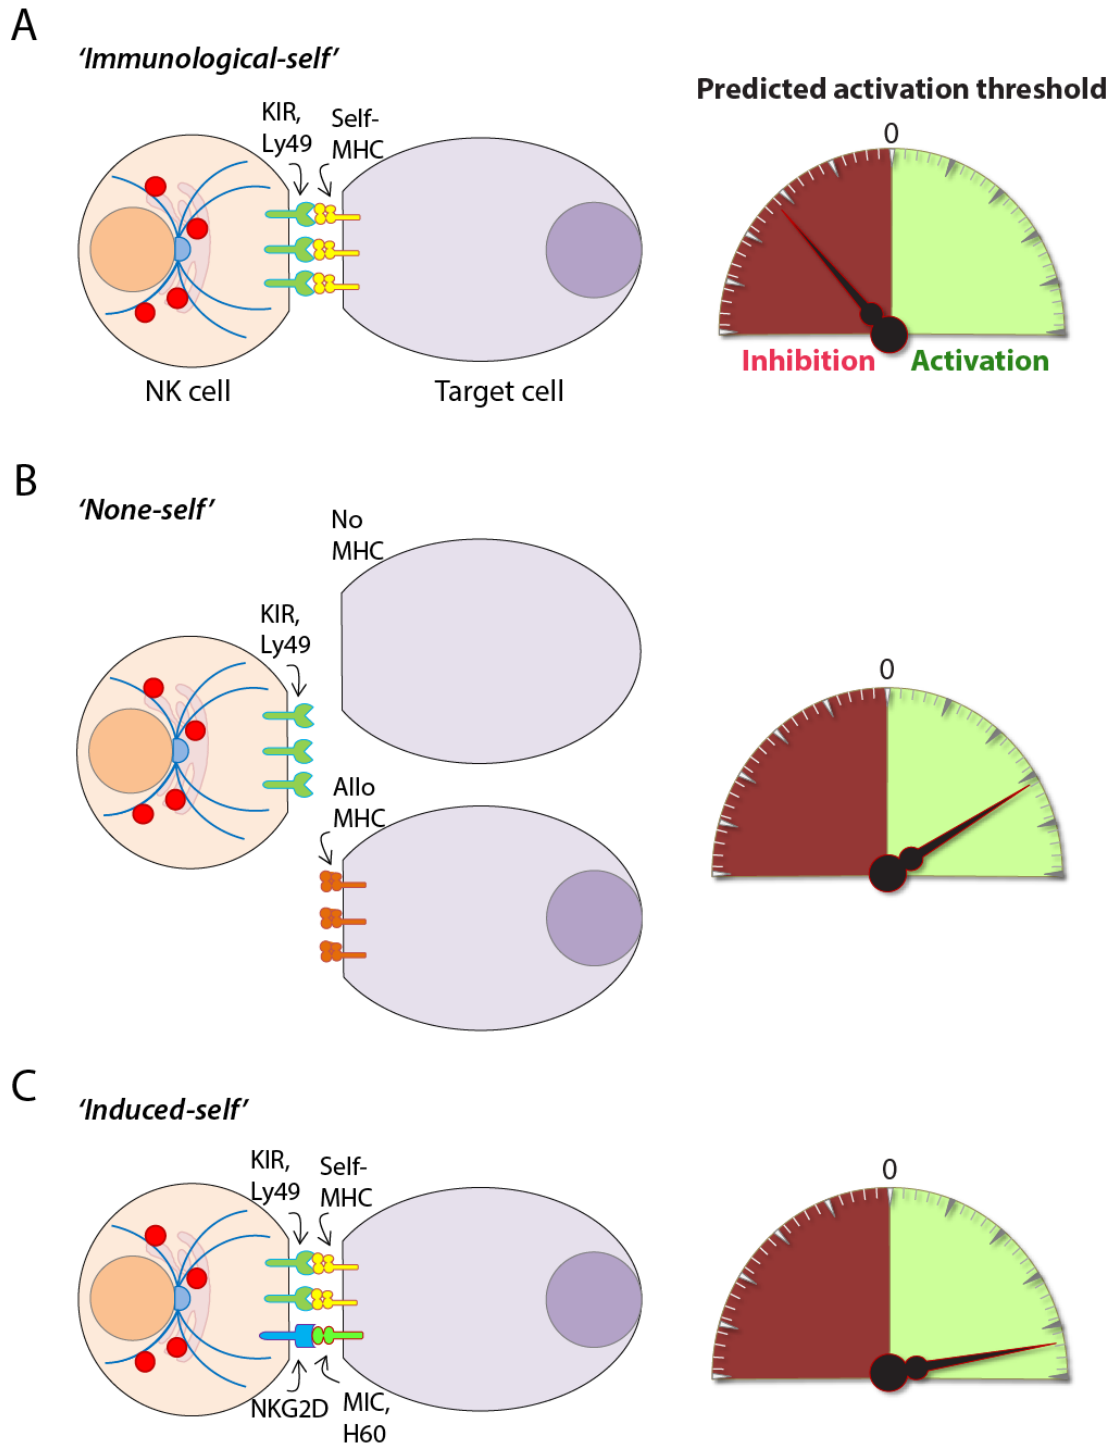 A
‘Immunological-self’
KIR,
Ly49
Self-
MHC
NK cell
Target cell
Predicted activation threshold
0
Inhibition
Activation
B
‘None-self’
No
MHC
KIR,
Ly49
Allo
MHC
0
C
‘Induced-self’
KIR,
Ly49
Self-
MHC
NKG2D
MIC,
H60
0